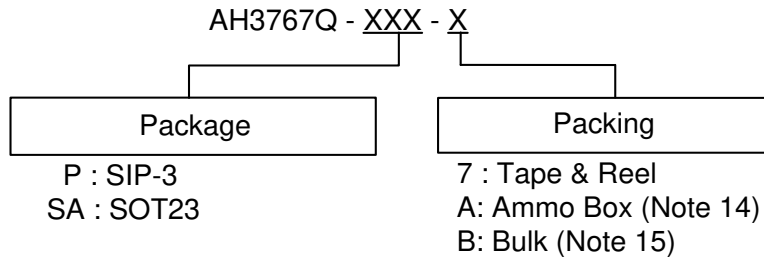 AH3767Q - XXX - X
Package
Packing
P : SIP-3
SA : SOT23
7 : Tape & Reel
A: Ammo Box (Note 14)
B: Bulk (Note 15)